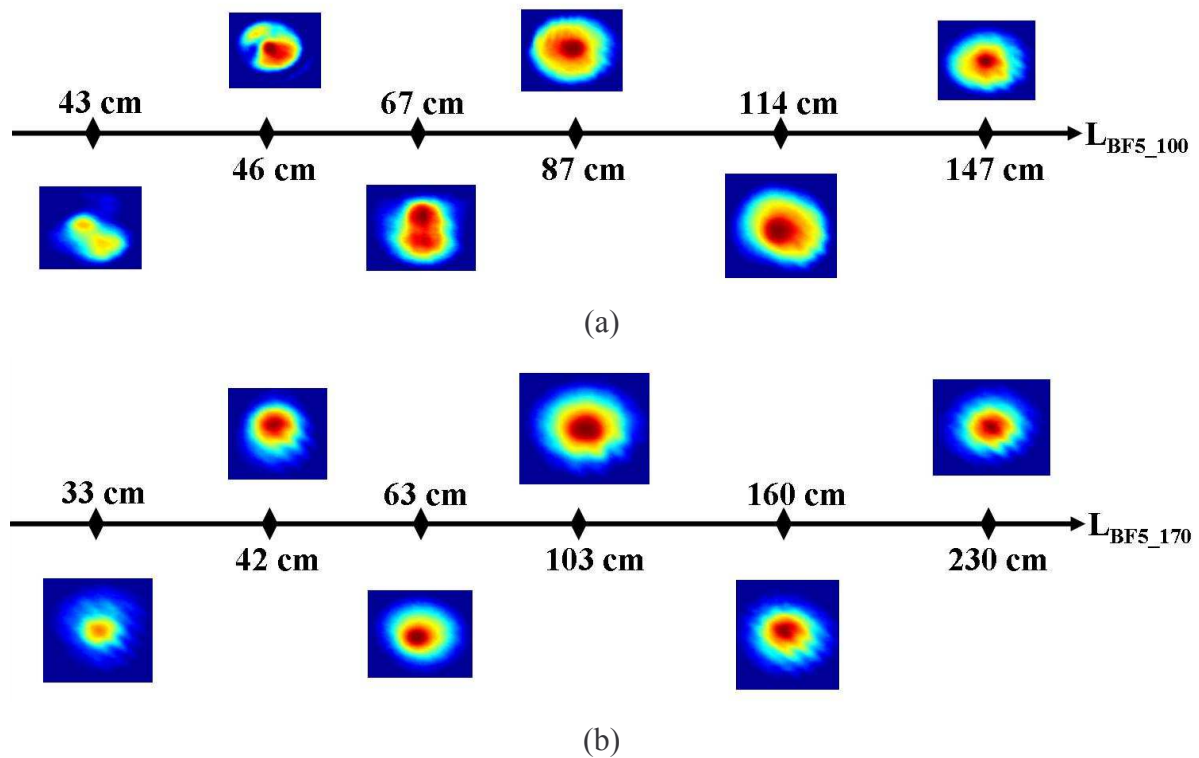 43 cm 67 cm 114 cm
46 cm 87 cm 147 cm L_BF5_100
(a)
33 cm 63 cm 160 cm
42 cm 103 cm 230 cm L_BF5_170
(b)